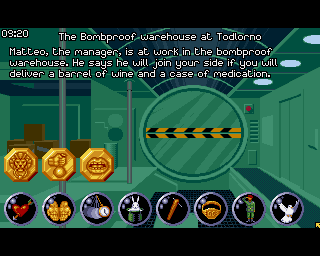 09:20
The Bombproof warehouse at Todlorno
Matteo, the manager, is at work in the bombproof
warehouse. He says he will join your side if you will
deliver a barrel of wine and a case of medication.